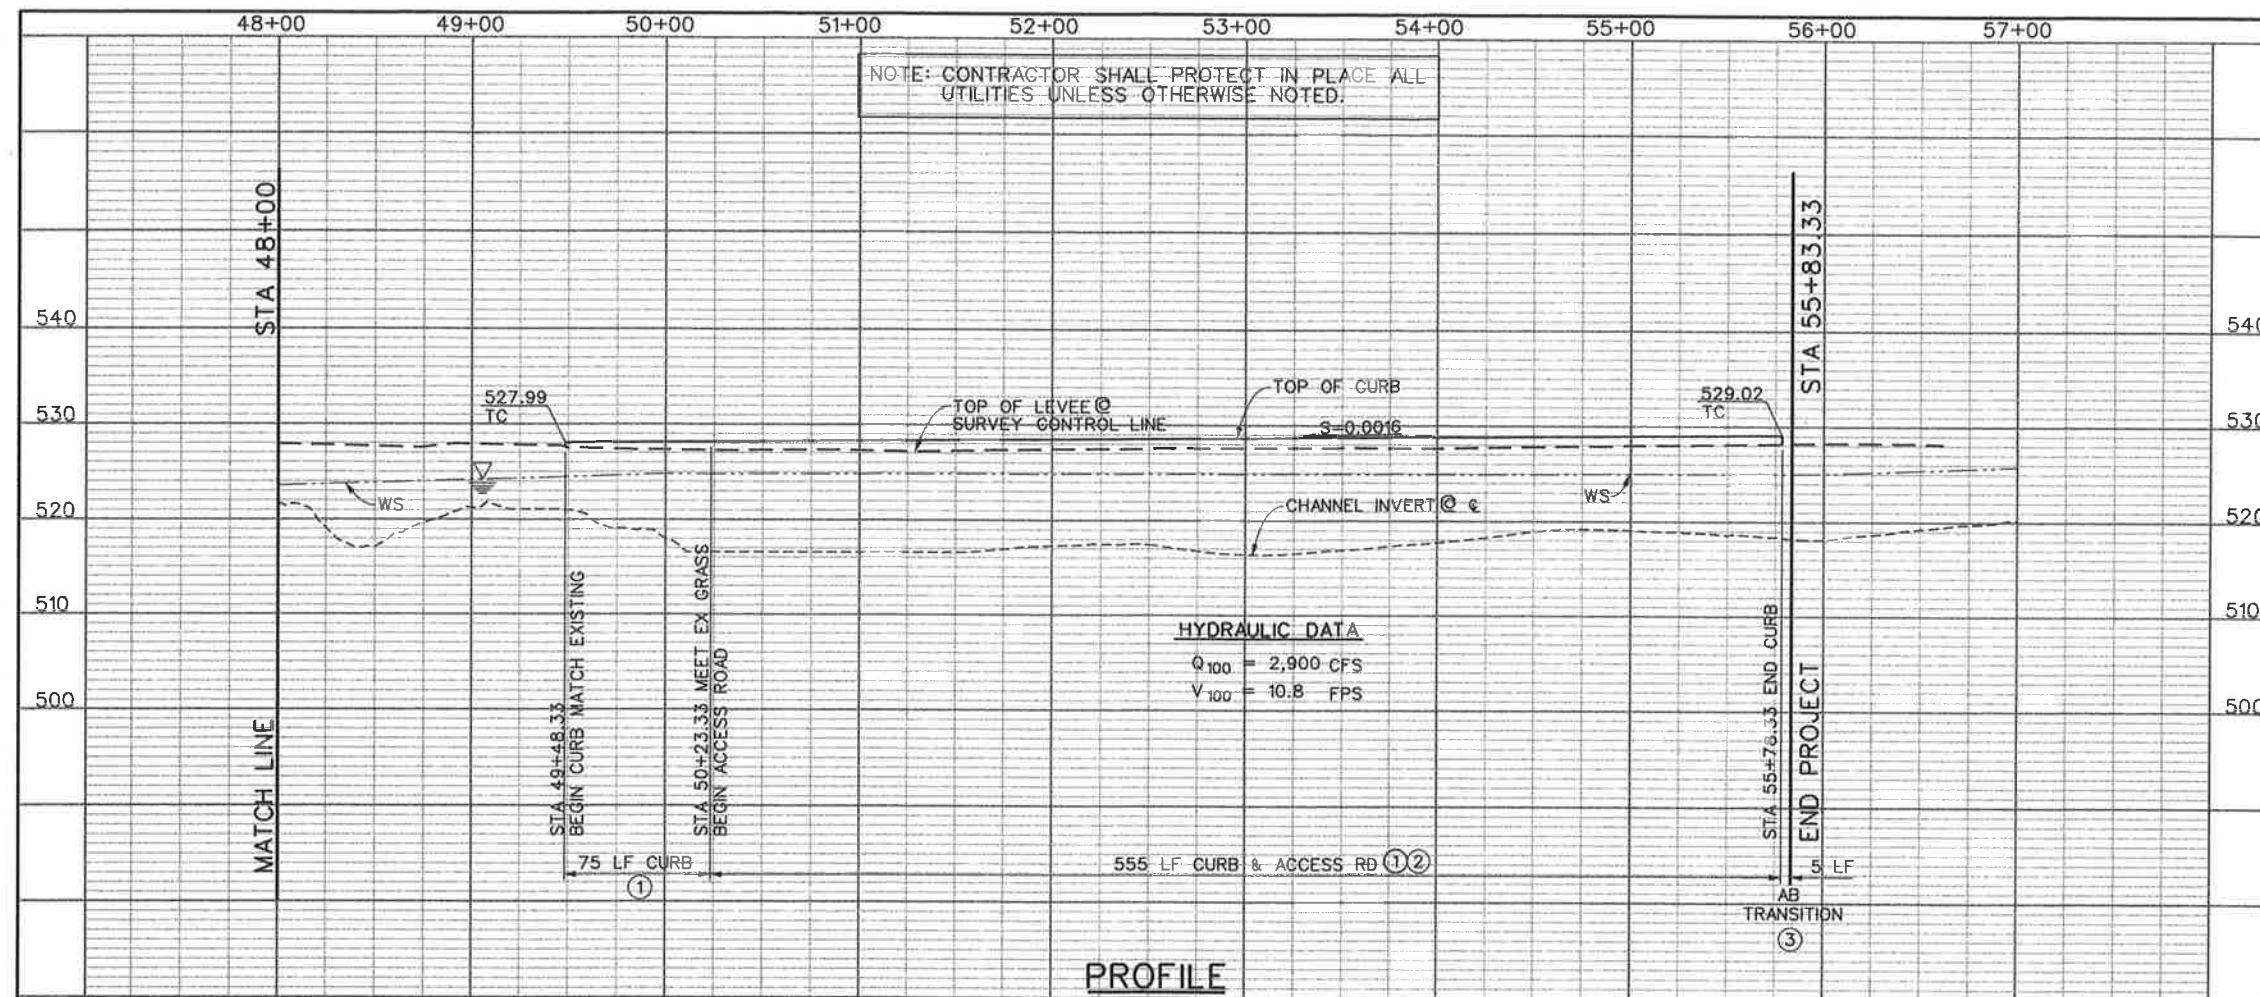 48+00 49+00 50+00 51+00 52+00 53+00 54+00 55+00 56+00 57+00
NOTE: CONTRACTOR SHALL PROTECT IN PLACE ALL
UTILITIES UNLESS OTHERWISE NOTED.
STA 48+00
STA 55+83.33
540
540
527.99
TC
TOP OF LEVEE @
SURVEY CONTROL LINE
TOP OF CURB
S=0.0016
529.02
TC
530
530
WS
WS
CHANNEL INVERT @ ℄
520
520
510
510
HYDRAULIC DATA
Q100 = 2,900 CFS
V100 = 10.8 FPS
500
500
MATCH LINE
STA 49+48.33
BEGIN CURB MATCH EXISTING
STA 50+23.33 MEET EX GRASS
BEGIN ACCESS ROAD
STA 55+78.33 END CURB
END PROJECT
75 LF CURB
①
555 LF CURB & ACCESS RD ①②
5 LF
AB
TRANSITION
③
PROFILE